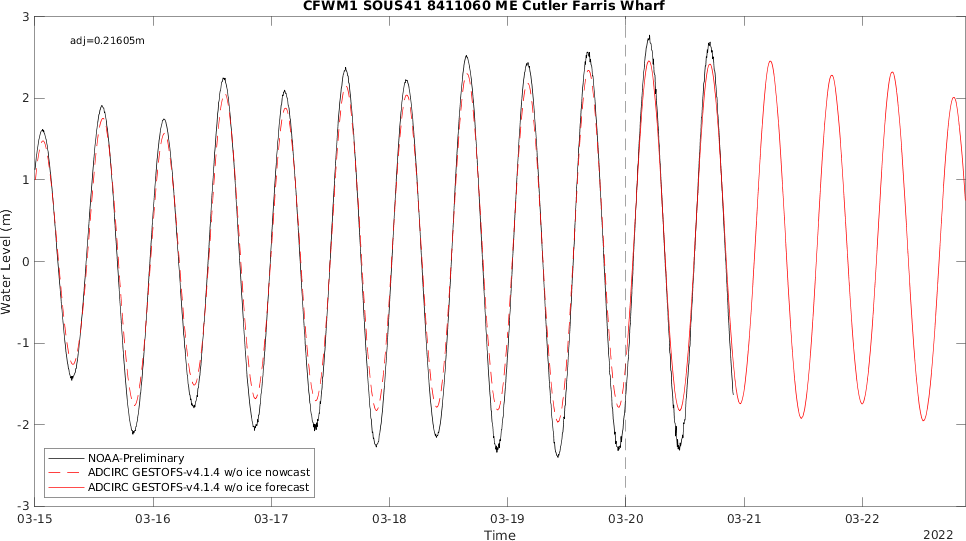 CFWM1 SOUS41 8411060 ME Cutler Farris Wharf
adj=0.21605m
3
2
1
0
-1
-2
-3
Water Level (m)
NOAA-Preliminary
ADCIRC GESTOFS-v4.1.4 w/o ice nowcast
ADCIRC GESTOFS-v4.1.4 w/o ice forecast
03-15 03-16 03-17 03-18 03-19 03-20 03-21 03-22
Time
2022